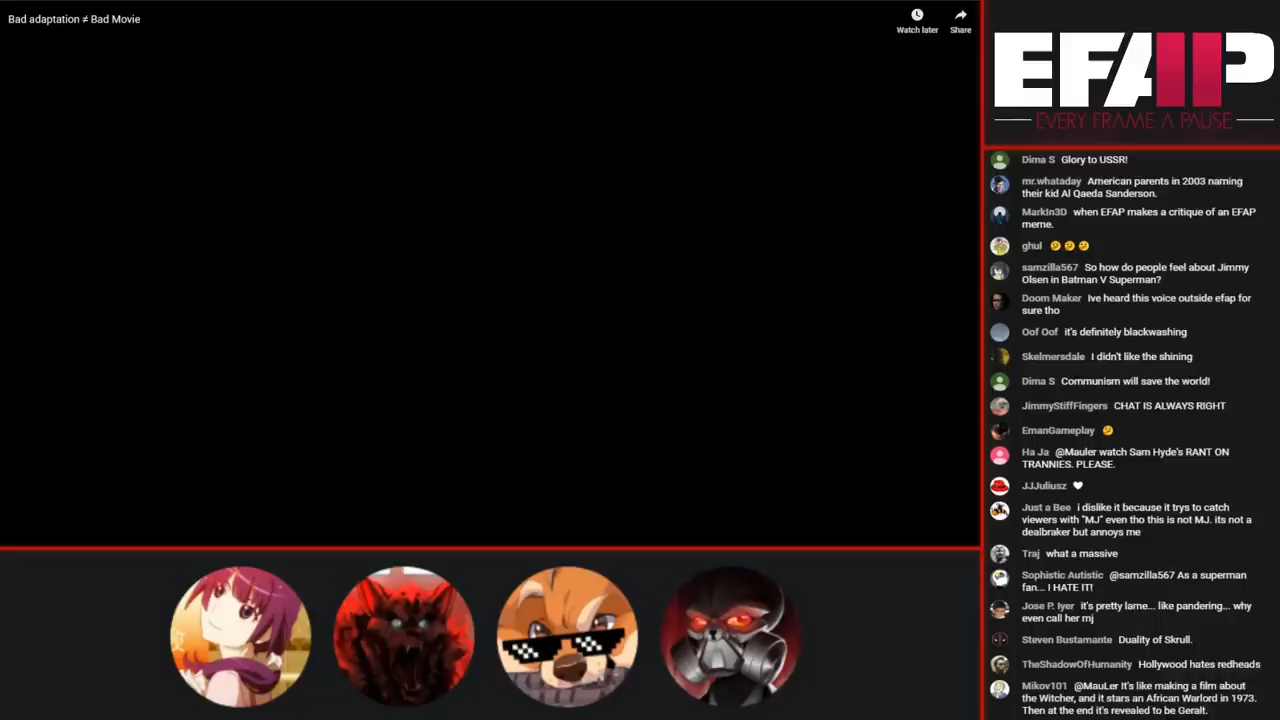 Bad adaptation ≠ Bad Movie
Watch later
Share
EFAP
EVERY FRAME A PAUSE
Dima S Glory to USSR!
mr.whataday American parents in 2003 naming
their kid Al Qaeda Sanderson.
MarkIn3D when EFAP makes a critique of an EFAP
meme.
ghul 🤔🤔🤔
samzilla567 So how do people feel about Jimmy
Olsen in Batman V Superman?
Doom Maker Ive heard this voice outside efap for
sure tho
Oof Oof it's definitely blackwashing
Skelmersdale I didn't like the shining
Dima S Communism will save the world!
JimmyStiffFingers CHAT IS ALWAYS RIGHT
EmanGameplay 🤔
Ha Ja @Mauler watch Sam Hyde's RANT ON
TRANNIES. PLEASE.
JJJuliusz 🤍
Just a Bee i dislike it because it trys to catch
viewers with "MJ" even tho this is not MJ. its not a
dealbraker but annoys me
Traj what a massive
Sophistic Autistic @samzilla567 As a superman
fan... I HATE IT!
Jose P. Iyer it's pretty lame... like pandering... why
even call her mj
Steven Bustamante Duality of Skrull.
TheShadowOfHumanity Hollywood hates redheads
Mikov101 @MauLer It's like making a film about
the Witcher, and it stars an African Warlord in 1973.
Then at the end it's revealed to be Geralt.